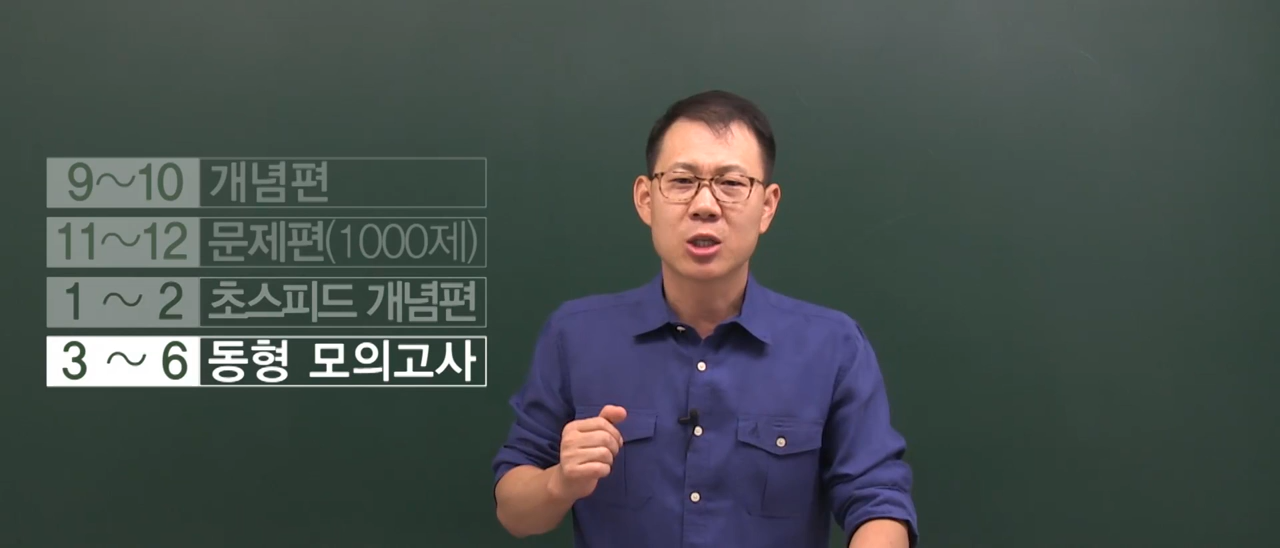 9~10 개념편
11~12 문제편(1000제)
1 ~ 2 초스피드 개념편
3 ~ 6 동형 모의고사